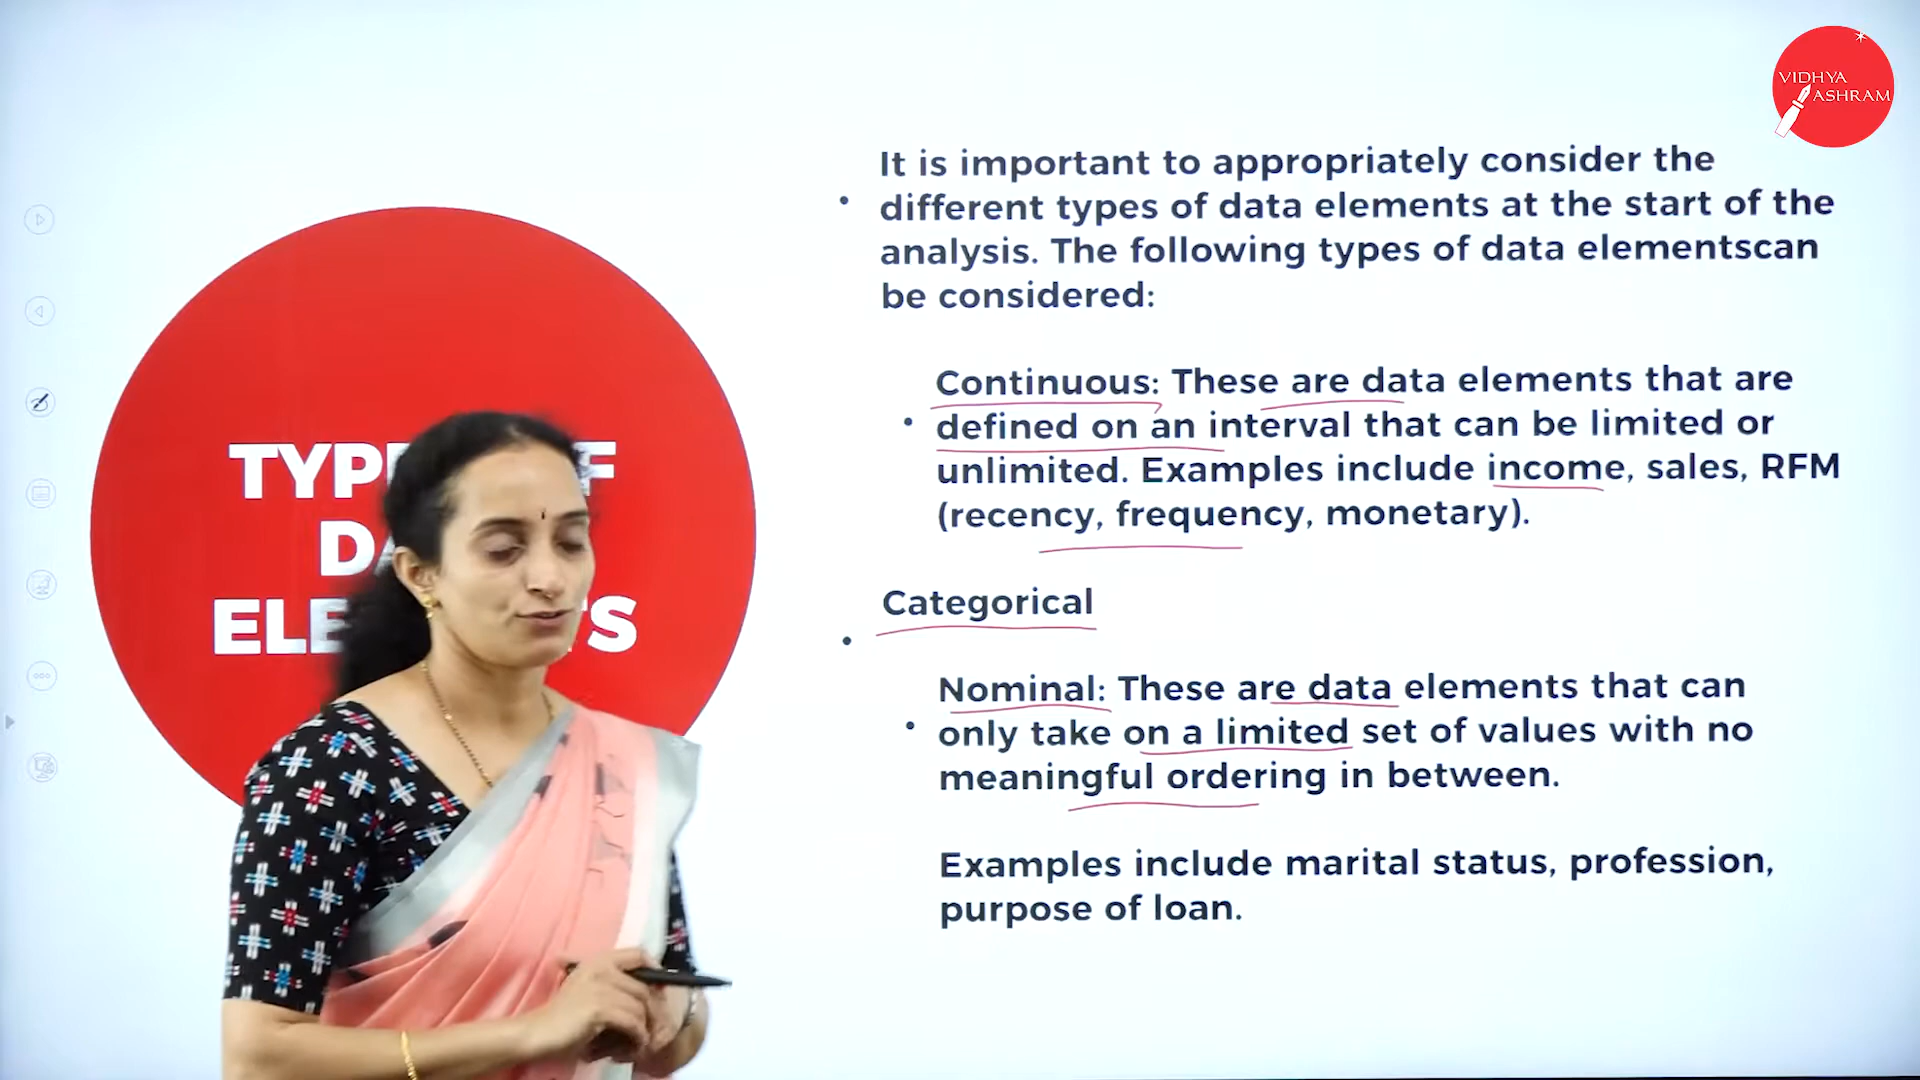 VIDHYA
ASHRAM
It is important to appropriately consider the
different types of data elements at the start of the
analysis. The following types of data elementscan
be considered:
Continuous: These are data elements that are
defined on an interval that can be limited or
unlimited. Examples include income, sales, RFM
(recency, frequency, monetary).
Categorical
Nominal: These are data elements that can
only take on a limited set of values with no
meaningful ordering in between.
Examples include marital status, profession,
purpose of loan.